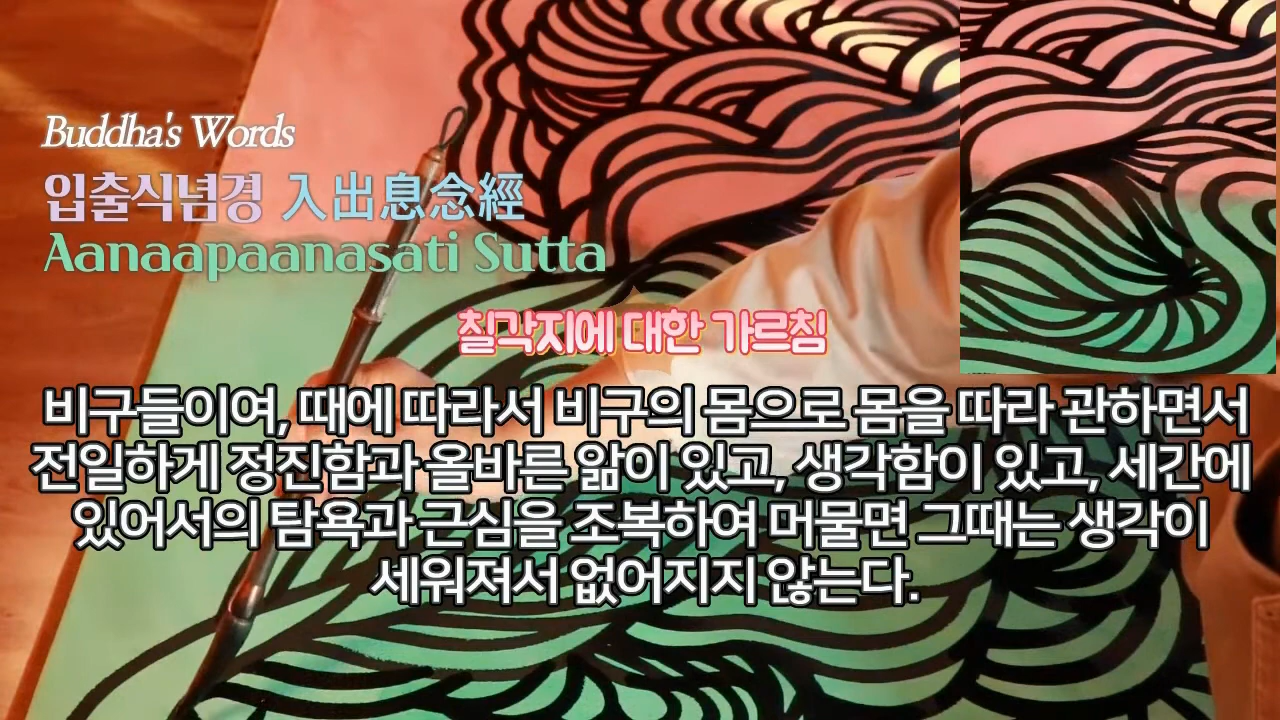 Buddha's Words
입출식념경 入出息念經
Aanaapaanasati Sutta
칠각지에 대한 가르침
비구들이여, 때에 따라서 비구의 몸으로 몸을 따라 관하면서
전일하게 정진함과 올바른 앎이 있고, 생각함이 있고, 세간에
있어서의 탐욕과 근심을 조복하여 머물면 그때는 생각이
세워져서 없어지지 않는다.